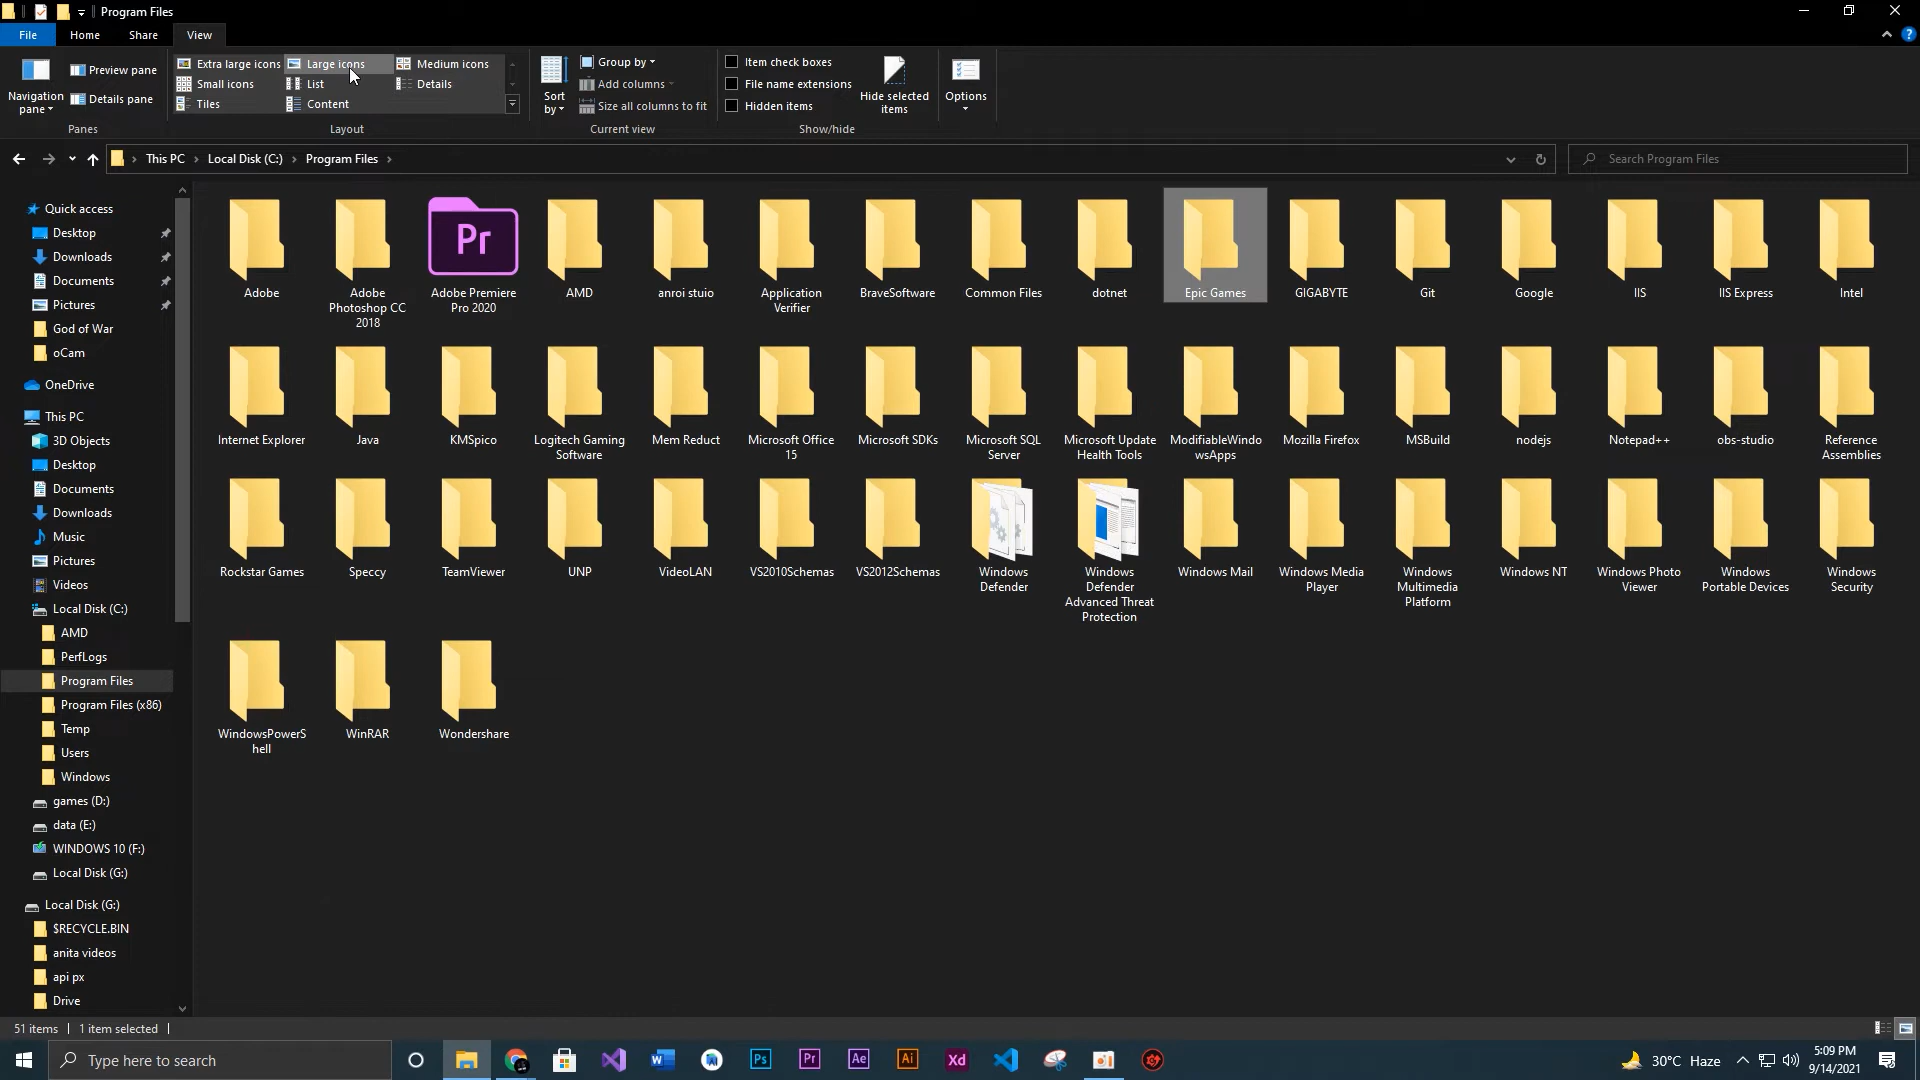 Program Files
File Home Share View
Navigation pane
Preview pane
Details pane
Panes
Extra large icons Large icons Medium icons
Small icons List Details
Tiles Content
Layout
Sort by
Group by
Add columns
Size all columns to fit
Current view
Item check boxes
File name extensions
Hidden items
Hide selected items
Show/hide
Options
This PC Local Disk (C:) Program Files
Search Program Files
Quick access
Desktop
Downloads
Documents
Pictures
God of War
oCam
OneDrive
This PC
3D Objects
Desktop
Documents
Downloads
Music
Pictures
Videos
Local Disk (C:)
AMD
PerfLogs
Program Files
Program Files (x86)
Temp
Users
Windows
games (D:)
data (E:)
WINDOWS 10 (F:)
Local Disk (G:)
Local Disk (G:)
$RECYCLE.BIN
anita videos
api px
Drive
Pr
Adobe
Adobe Photoshop CC 2018
Adobe Premiere Pro 2020
AMD
anroi stuio
Application Verifier
BraveSoftware
Common Files
dotnet
Epic Games
GIGABYTE
Git
Google
IIS
IIS Express
Intel
Internet Explorer
Java
KMSpico
Logitech Gaming Software
Mem Reduct
Microsoft Office 15
Microsoft SDKs
Microsoft SQL Server
Microsoft Update Health Tools
ModifiableWindowsApps
Mozilla Firefox
MSBuild
nodejs
Notepad++
obs-studio
Reference Assemblies
Rockstar Games
Speccy
TeamViewer
UNP
VideoLAN
VS2010Schemas
VS2012Schemas
Windows Defender
Windows Defender Advanced Threat Protection
Windows Mail
Windows Media Player
Windows Multimedia Platform
Windows NT
Windows Photo Viewer
Windows Portable Devices
Windows Security
WindowsPowerShell
WinRAR
Wondershare
51 items 1 item selected
Type here to search
W
Ps
Pr
Ae
Ai
Xd
30°C Haze
5:09 PM
9/14/2021